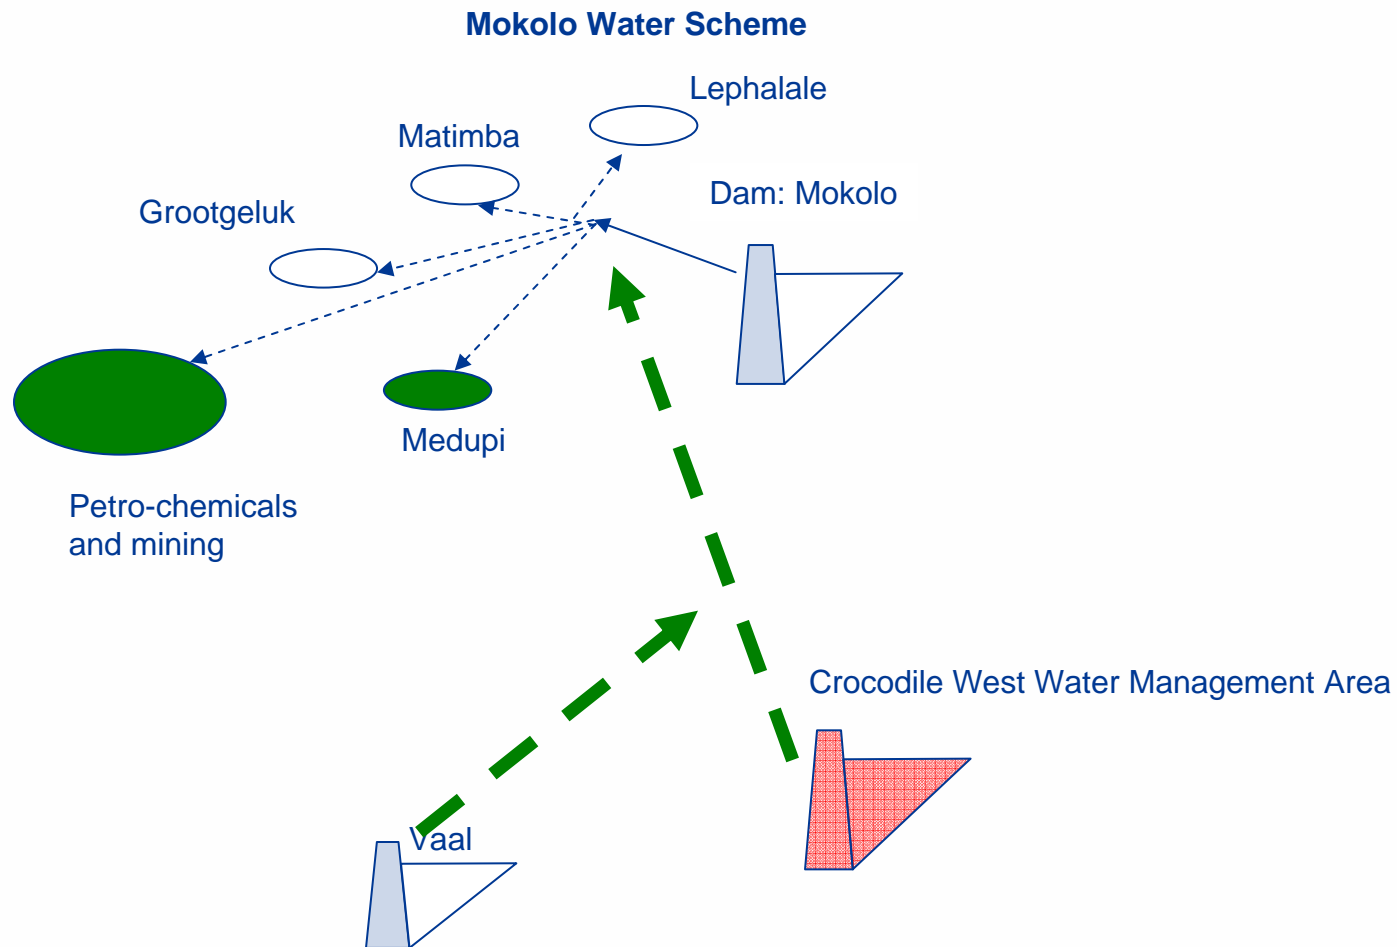 Mokolo Water Scheme
Lephalale
Matimba
Dam: Mokolo
Grootgeluk
Medupi
Petro-chemicals
and mining
Crocodile West Water Management Area
Vaal